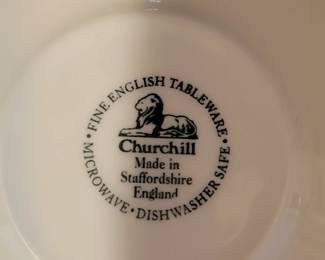 • FINE ENGLISH TABLEWARE •
Churchill
Made in
Staffordshire
England
MICROWAVE • DISHWASHER SAFE